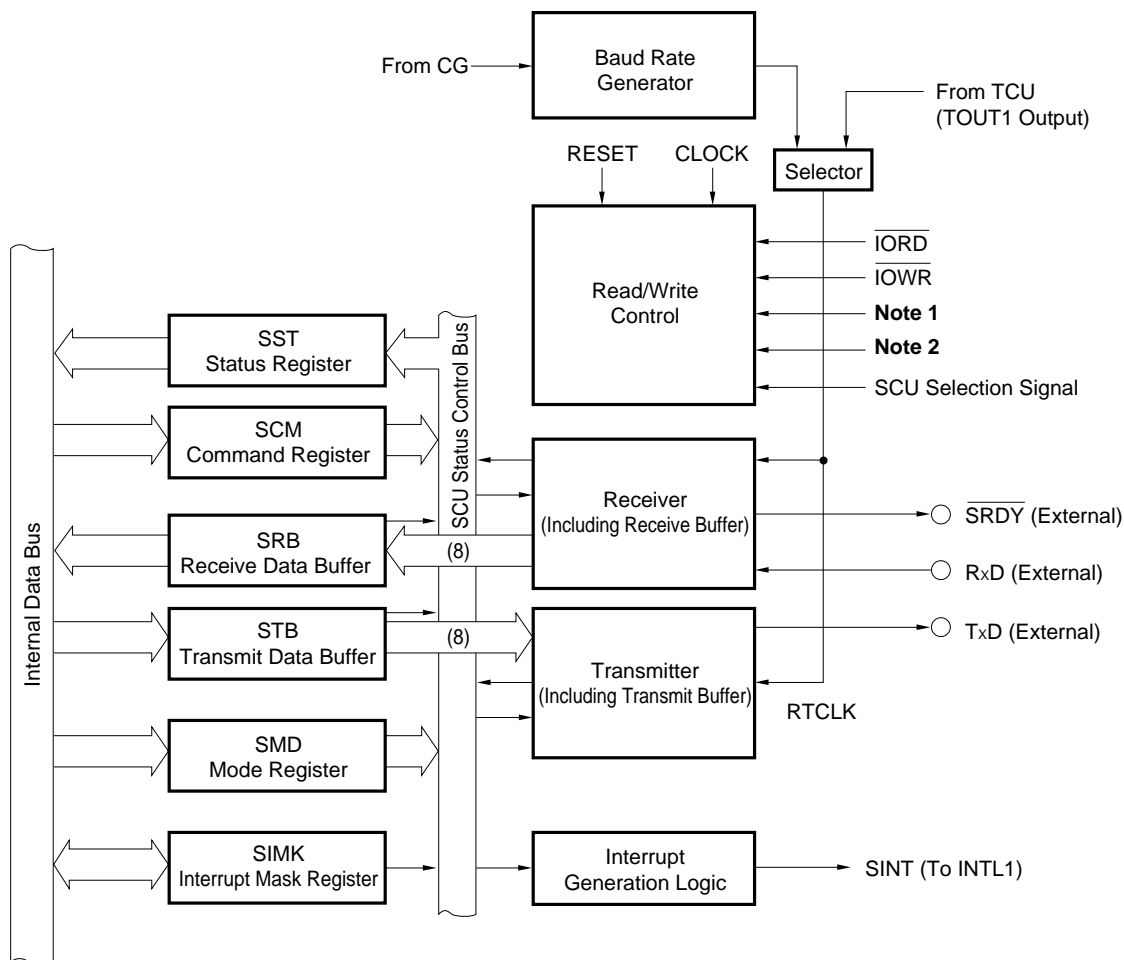 From CG
Baud Rate
Generator
From TCU
(TOUT1 Output)
RESET
CLOCK
Selector
IORD
IOWR
Read/Write
Control
Note 1
Note 2
SCU Selection Signal
Internal Data Bus
SCU Status Control Bus
SST
Status Register
SCM
Command Register
Receiver
(Including Receive Buffer)
SRDY (External)
SRB
Receive Data Buffer
(8)
RxD (External)
STB
Transmit Data Buffer
(8)
TxD (External)
Transmitter
(Including Transmit Buffer)
RTCLK
SMD
Mode Register
SIMK
Interrupt Mask Register
Interrupt
Generation Logic
SINT (To INTL1)